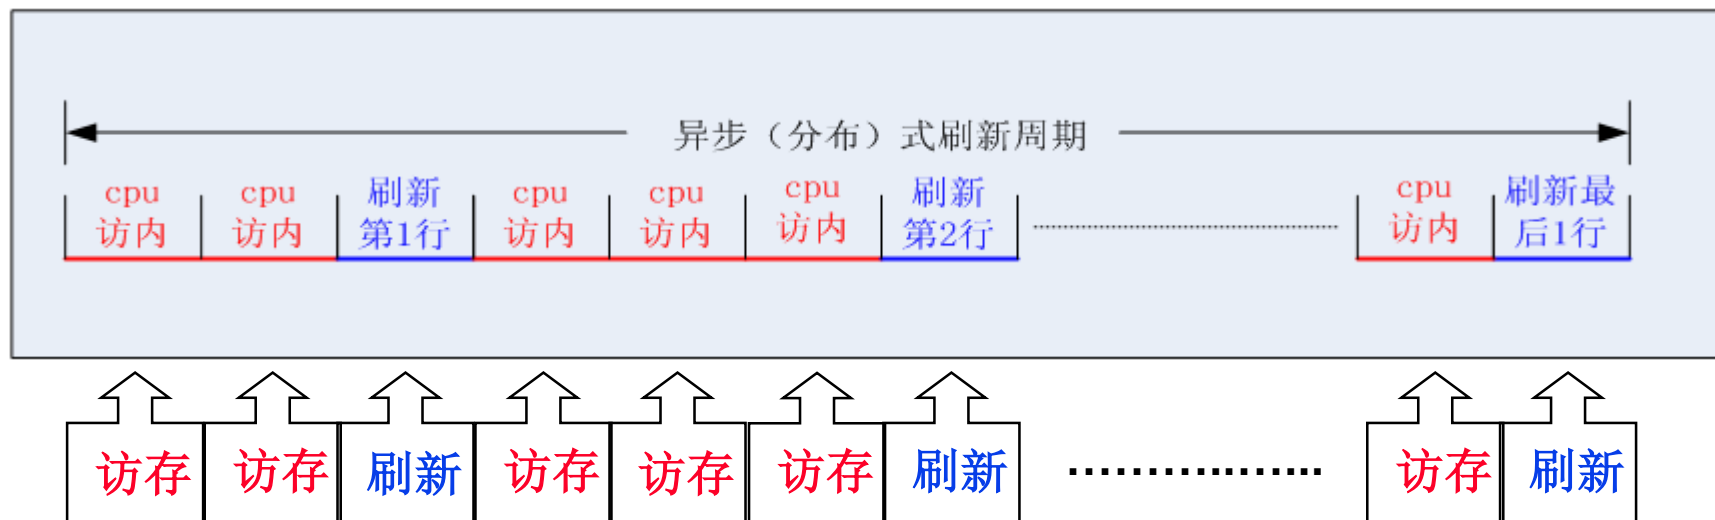 异步（分布）式刷新周期
cpu 访内
cpu 访内
刷新 第1行
cpu 访内
cpu 访内
cpu 访内
刷新 第2行
cpu 访内
刷新最 后1行
访存 访存 刷新 访存 访存 访存 刷新 ………………… 访存 刷新